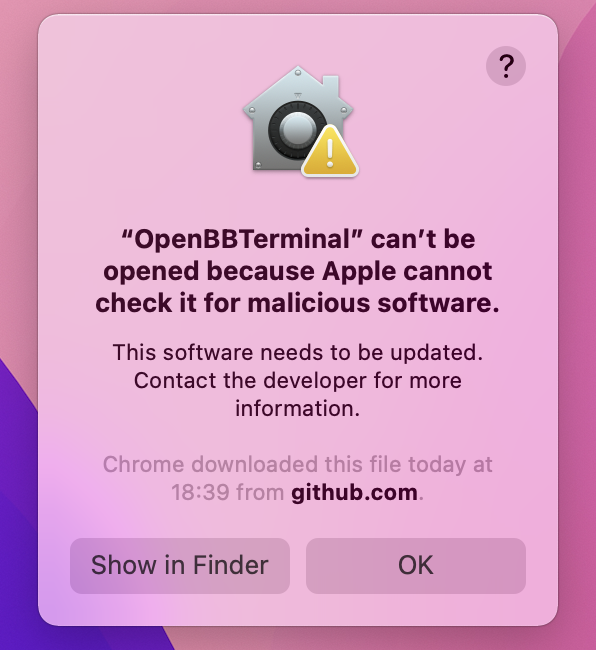 ?
“OpenBBTerminal” can’t be
opened because Apple cannot
check it for malicious software.
This software needs to be updated.
Contact the developer for more
information.
Chrome downloaded this file today at
18:39 from github.com.
Show in Finder
OK